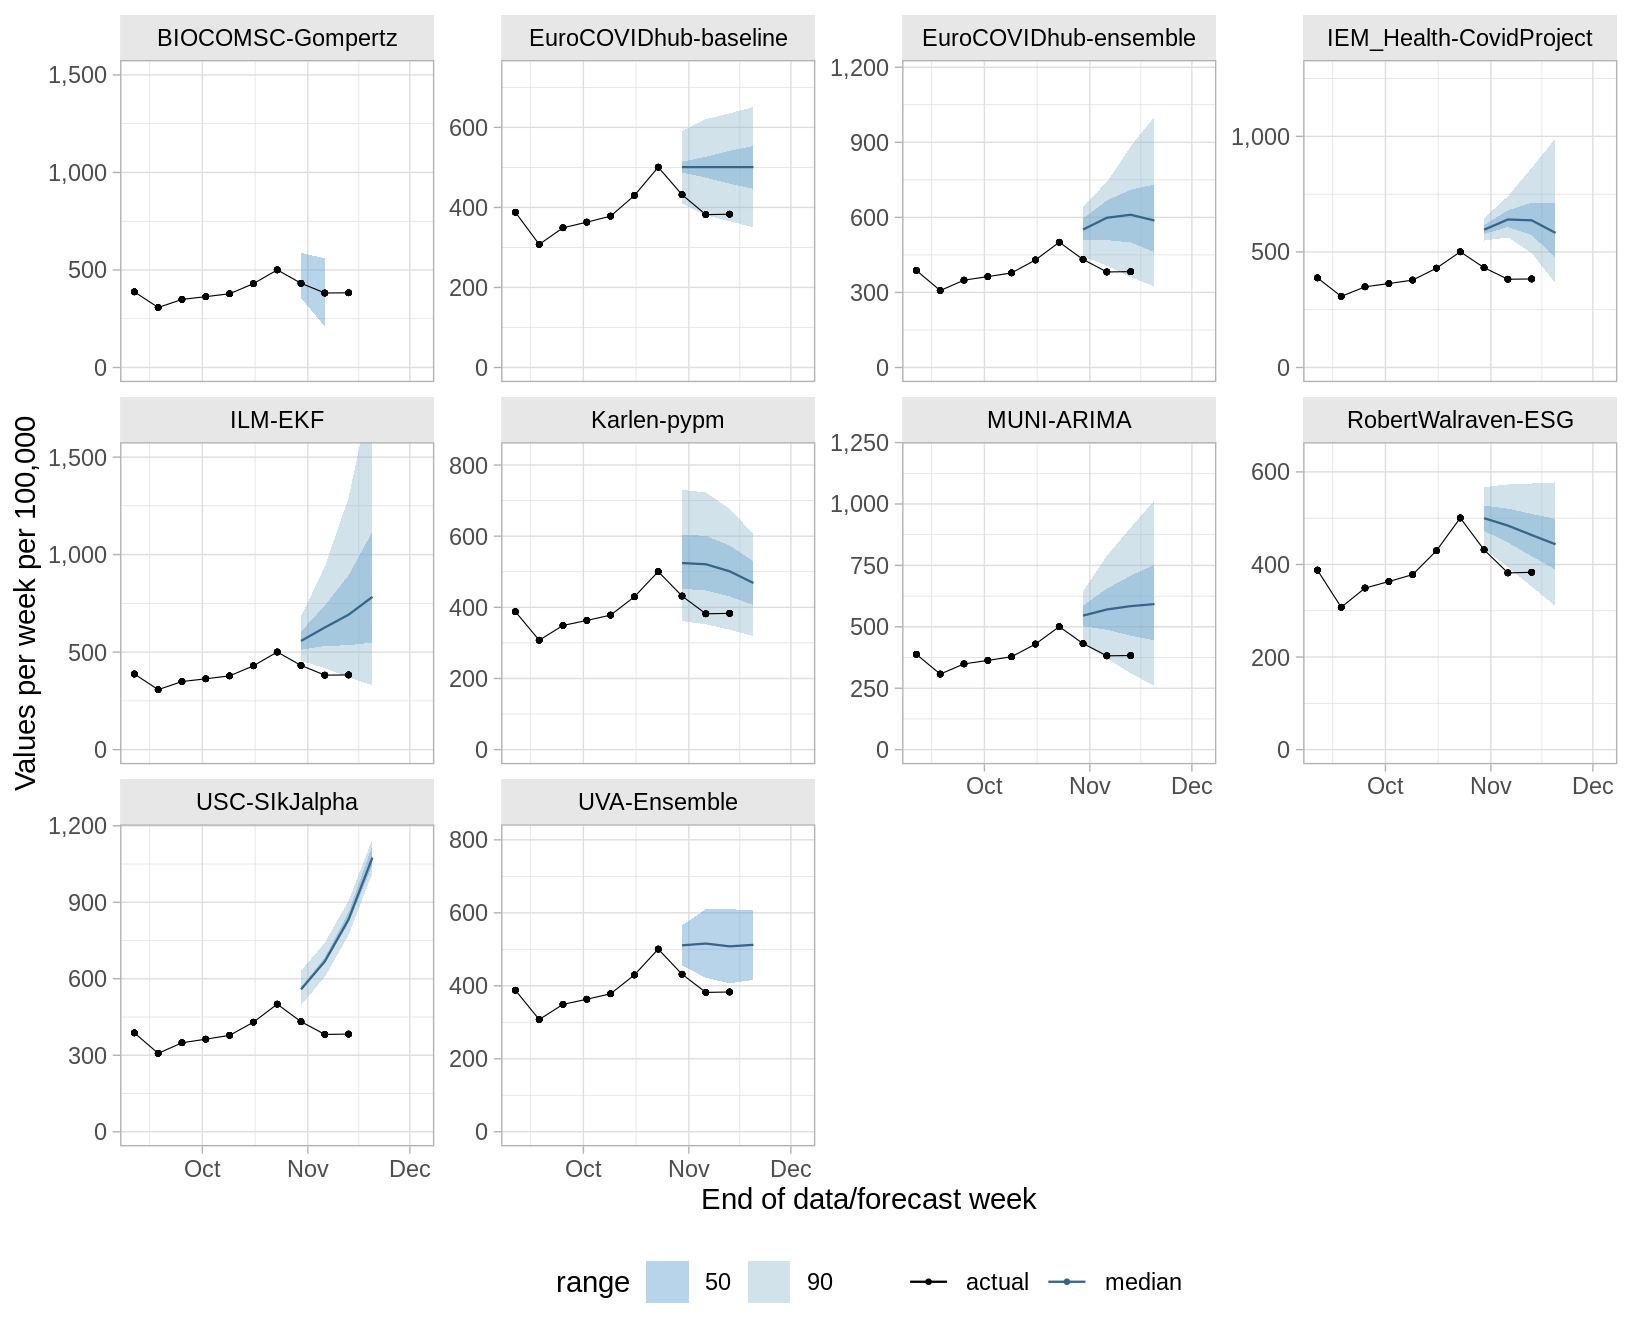 BIOCOMSC-Gompertz
EuroCOVIDhub-baseline
EuroCOVIDhub-ensemble
IEM_Health-CovidProject
1,500
1,000
500
0
600
400
200
0
1,200
900
600
300
0
1,000
500
0
ILM-EKF
Karlen-pypm
MUNI-ARIMA
RobertWalraven-ESG
1,500
1,000
500
0
800
600
400
200
0
1,250
1,000
750
500
250
0
600
400
200
0
Oct Nov Dec
Oct Nov Dec
USC-SIkJalpha
UVA-Ensemble
1,200
900
600
300
0
800
600
400
200
0
Oct Nov Dec
Oct Nov Dec
Values per week per 100,000
End of data/forecast week
range 50 90 actual median